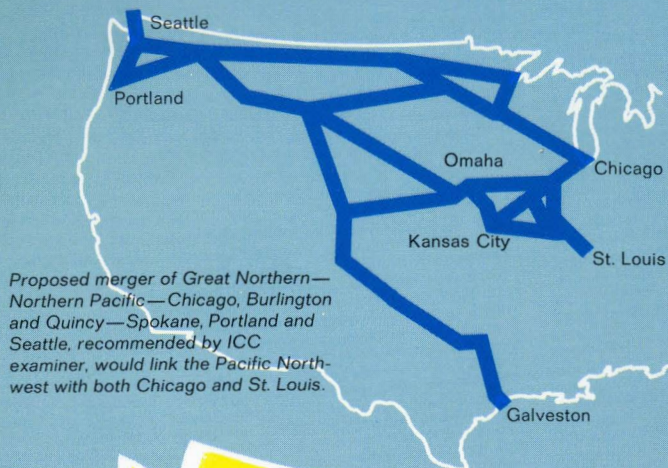 Seattle
Portland
Omaha
Chicago
Kansas City
St. Louis
Proposed merger of Great Northern—
Northern Pacific—Chicago, Burlington
and Quincy—Spokane, Portland and
Seattle, recommended by ICC
examiner, would link the Pacific North-
west with both Chicago and St. Louis.
Galveston